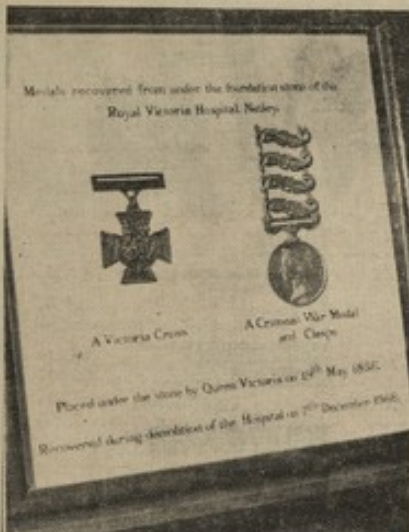 Medals recovered from under the foundation stone of the
Royal Victoria Hospital, Netley.
A Victoria Cross
A Crimean War Medal
and Clasps
Placed under the stone by Queen Victoria on 19th May 1856.
Recovered during demolition of the Hospital on 7th December 1966.